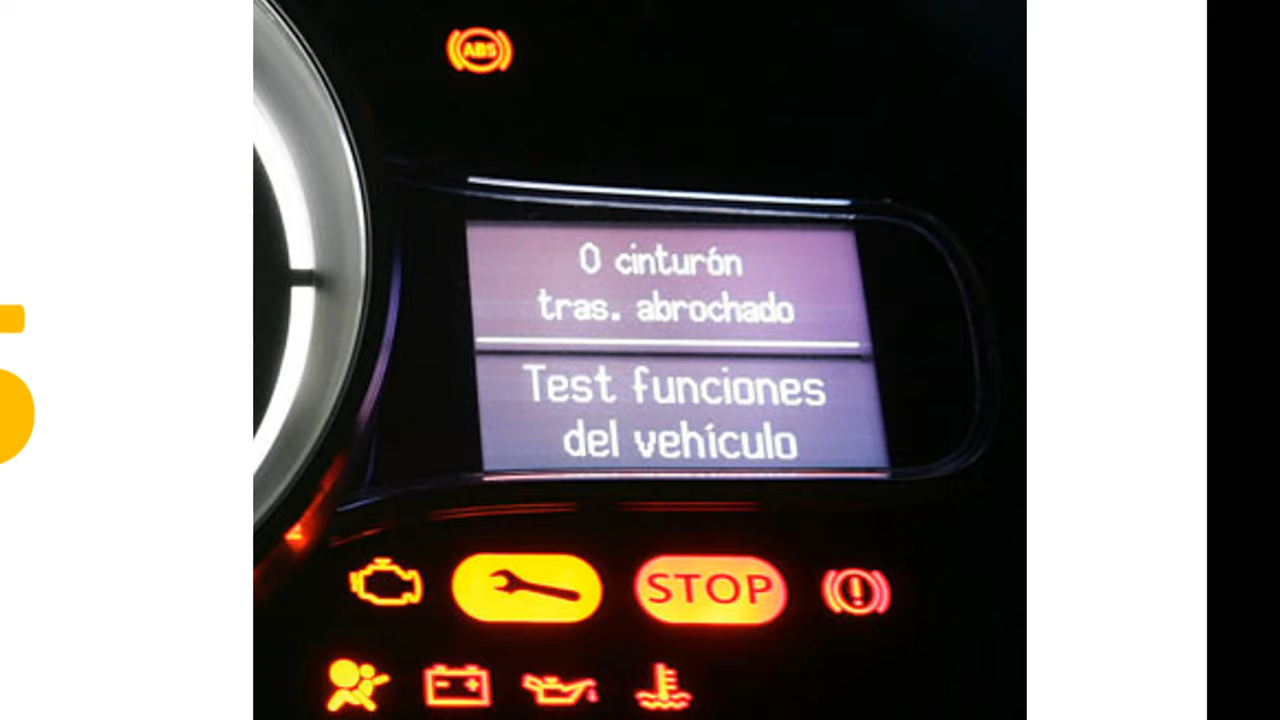 ABS
0 cinturón
tras. abrochado
Test funciones
del vehículo
STOP